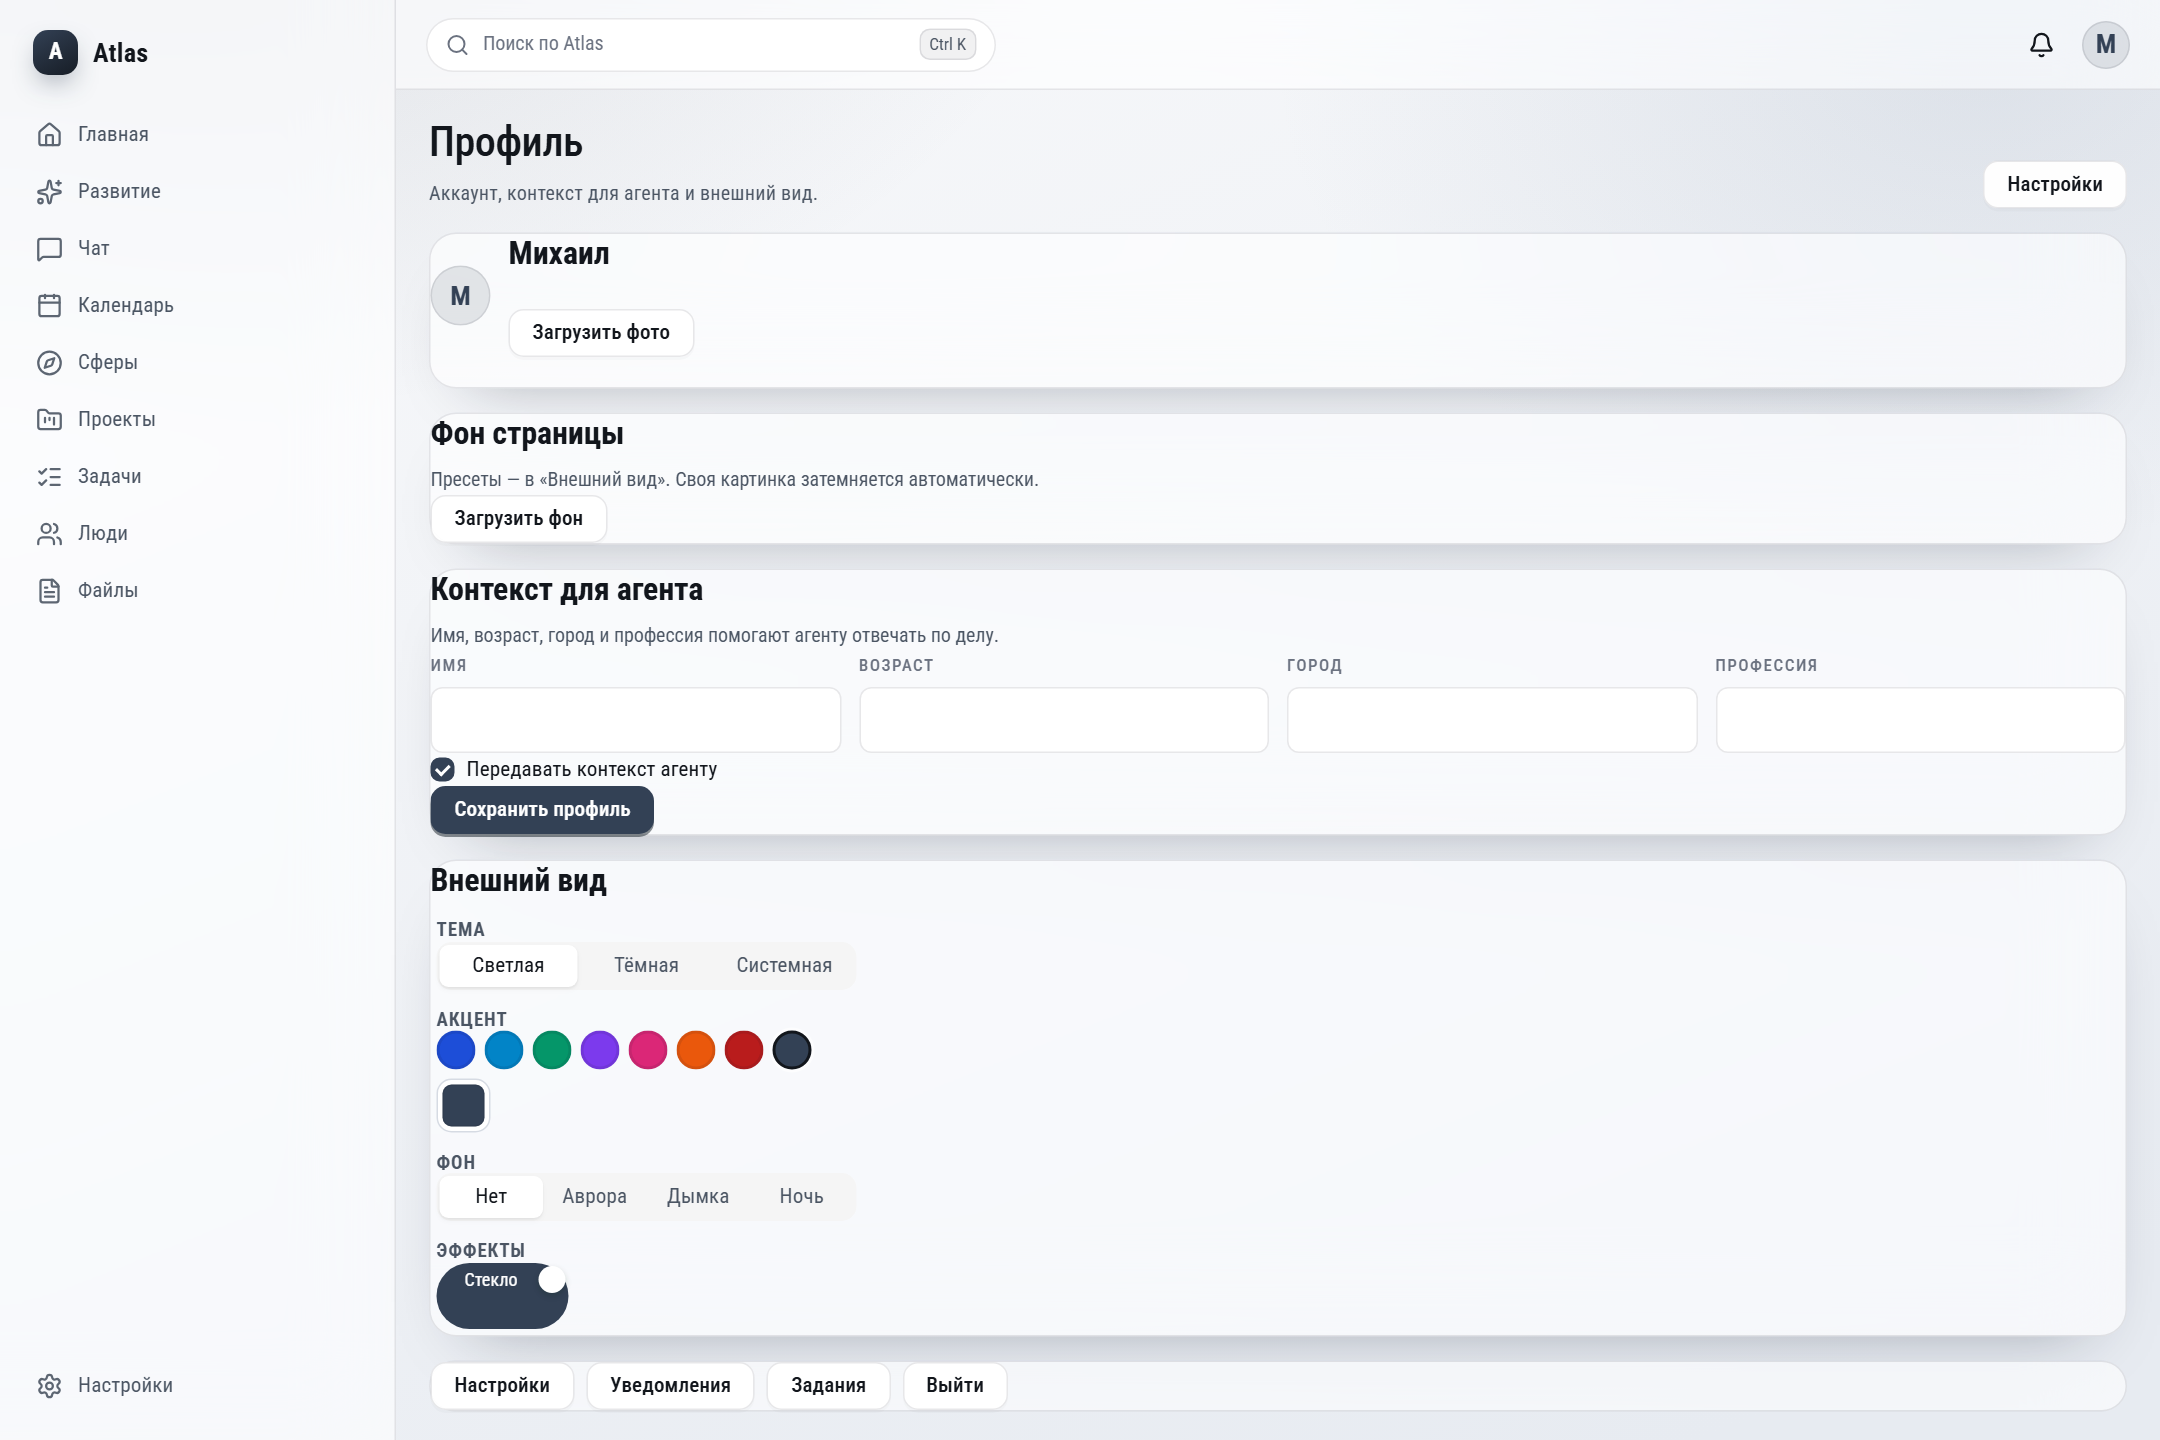 A Atlas
Поиск по Atlas Ctrl K
M
Главная
Развитие
Чат
Календарь
Сферы
Проекты
Задачи
Люди
Файлы
Настройки
Профиль
Аккаунт, контекст для агента и внешний вид.
Настройки
M
Михаил
Загрузить фото
Фон страницы
Пресеты — в «Внешний вид». Своя картинка затемняется автоматически.
Загрузить фон
Контекст для агента
Имя, возраст, город и профессия помогают агенту отвечать по делу.
ИМЯ ВОЗРАСТ ГОРОД ПРОФЕССИЯ
Передавать контекст агенту
Сохранить профиль
Внешний вид
ТЕМА
Светлая Тёмная Системная
АКЦЕНТ
ФОН
Нет Аврора Дымка Ночь
ЭФФЕКТЫ
Стекло
Настройки Уведомления Задания Выйти